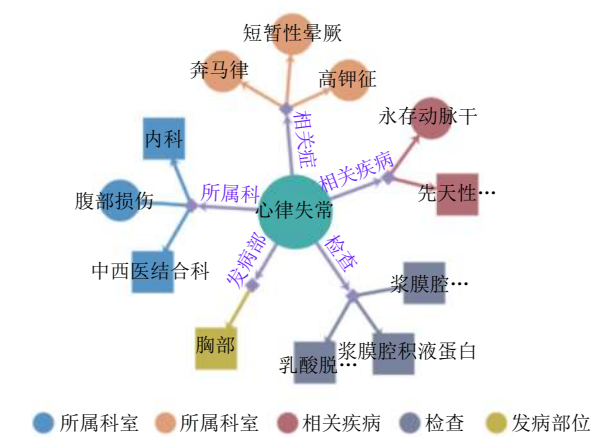 短暂性晕厥
奔马律
高钾征
相关症
永存动脉干
内科
相关疾病
先天性…
所属科
腹部损伤
心律失常
发病部
检查
中西医结合科
浆膜腔…
胸部
乳酸脱…
浆膜腔积液蛋白
所属科室
所属科室
相关疾病
检查
发病部位